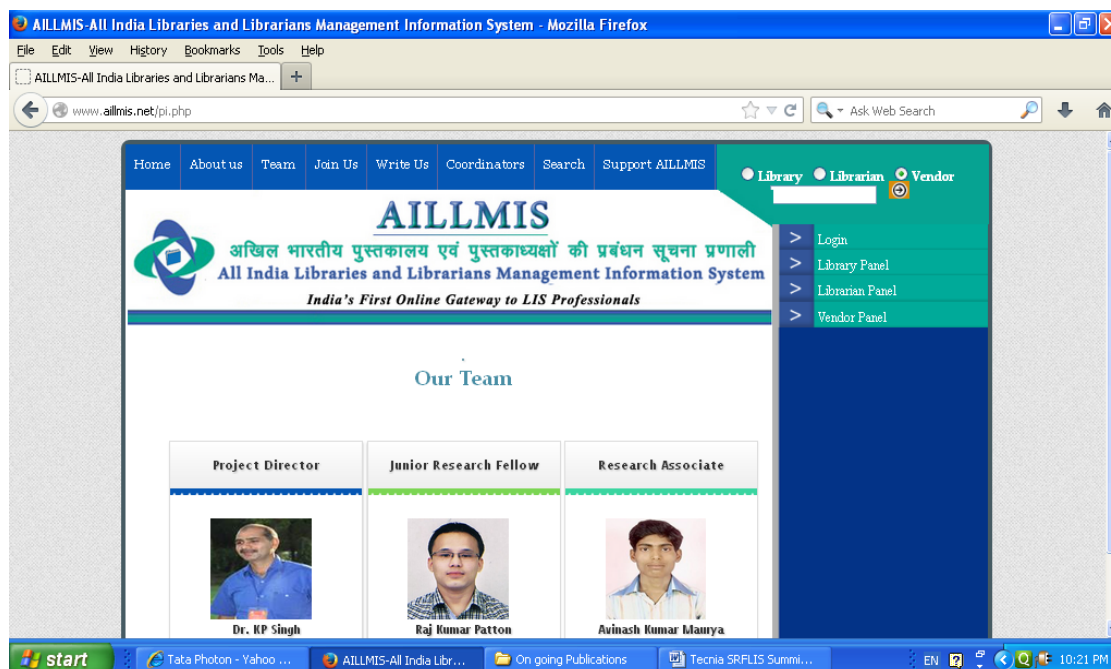 AILLMIS-All India Libraries and Librarians Management Information System - Mozilla Firefox
File Edit View History Bookmarks Tools Help
AILLMIS-All India Libraries and Librarians Ma... +
www.aillmis.net/pi.php
Ask Web Search
Home About us Team Join Us Write Us Coordinators Search Support AILLMIS
Library Librarian Vendor
AILLMIS
अखिल भारतीय पुस्तकालय एवं पुस्तकाध्यक्षों की प्रबंधन सूचना प्रणाली
All India Libraries and Librarians Management Information System
India's First Online Gateway to LIS Professionals
> Login
> Library Panel
> Librarian Panel
> Vendor Panel
Our Team
Project Director
Junior Research Fellow
Research Associate
Dr. KP Singh
Raj Kumar Patton
Avinash Kumar Maurya
start
Tata Photon - Yahoo ...
AILLMIS-All India Libr...
On going Publications
Tecnia SRFLIS Summi...
EN
10:21 PM